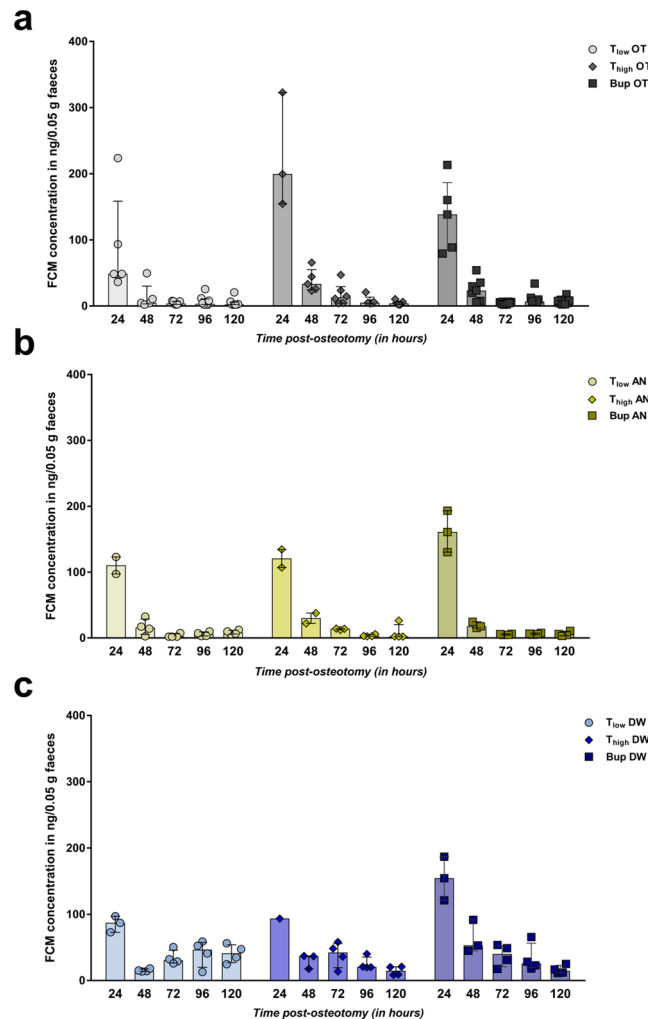 a
FCM concentration in ng/0.05 g faeces
400
300
200
100
0
24 48 72 96 120 24 48 72 96 120 24 48 72 96 120
Time post-osteotomy (in hours)
Tlow OT
Thigh OT
Bup OT
b
FCM concentration in ng/0.05 g faeces
400
300
200
100
0
24 48 72 96 120 24 48 72 96 120 24 48 72 96 120
Time post-osteotomy (in hours)
Tlow AN
Thigh AN
Bup AN
c
FCM concentration in ng/0.05 g faeces
400
300
200
100
0
24 48 72 96 120 24 48 72 96 120 24 48 72 96 120
Time post-osteotomy (in hours)
Tlow DW
Thigh DW
Bup DW